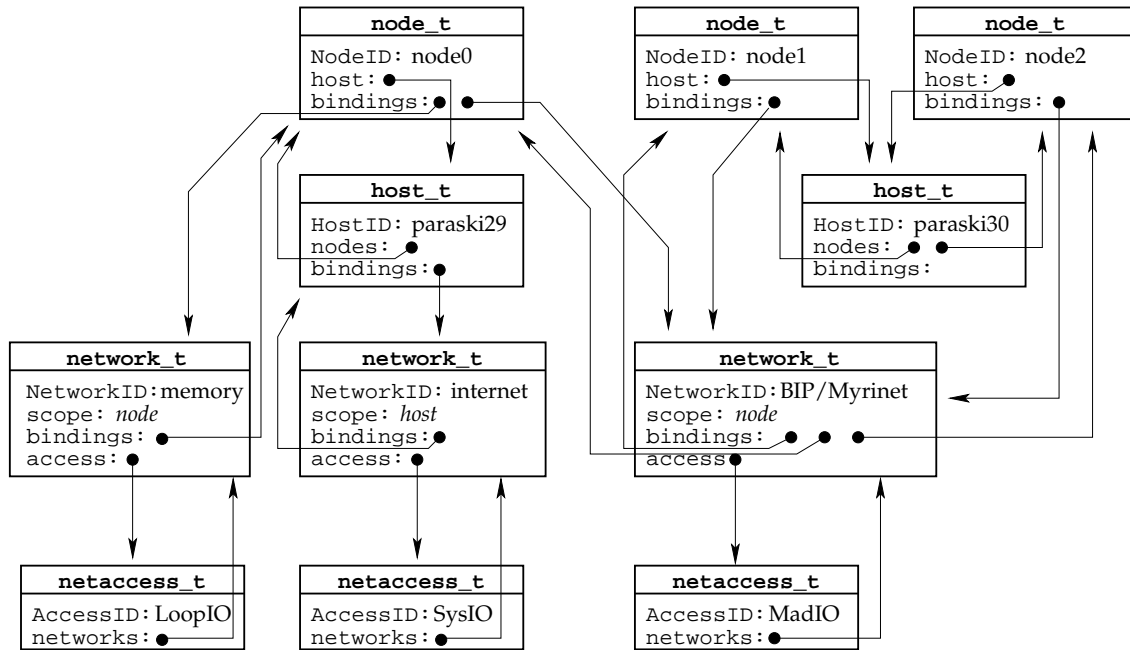 node_t
NodeID: node0
host:
bindings:
node_t
NodeID: node1
host:
bindings:
node_t
NodeID: node2
host:
bindings:
host_t
HostID: paraski29
nodes:
bindings:
host_t
HostID: paraski30
nodes:
bindings:
network_t
NetworkID: memory
scope: node
bindings:
access:
network_t
NetworkID: internet
scope: host
bindings:
access:
network_t
NetworkID: BIP/Myrinet
scope: node
bindings:
access
netaccess_t
AccessID: LoopIO
networks:
netaccess_t
AccessID: SysIO
networks:
netaccess_t
AccessID: MadIO
networks: